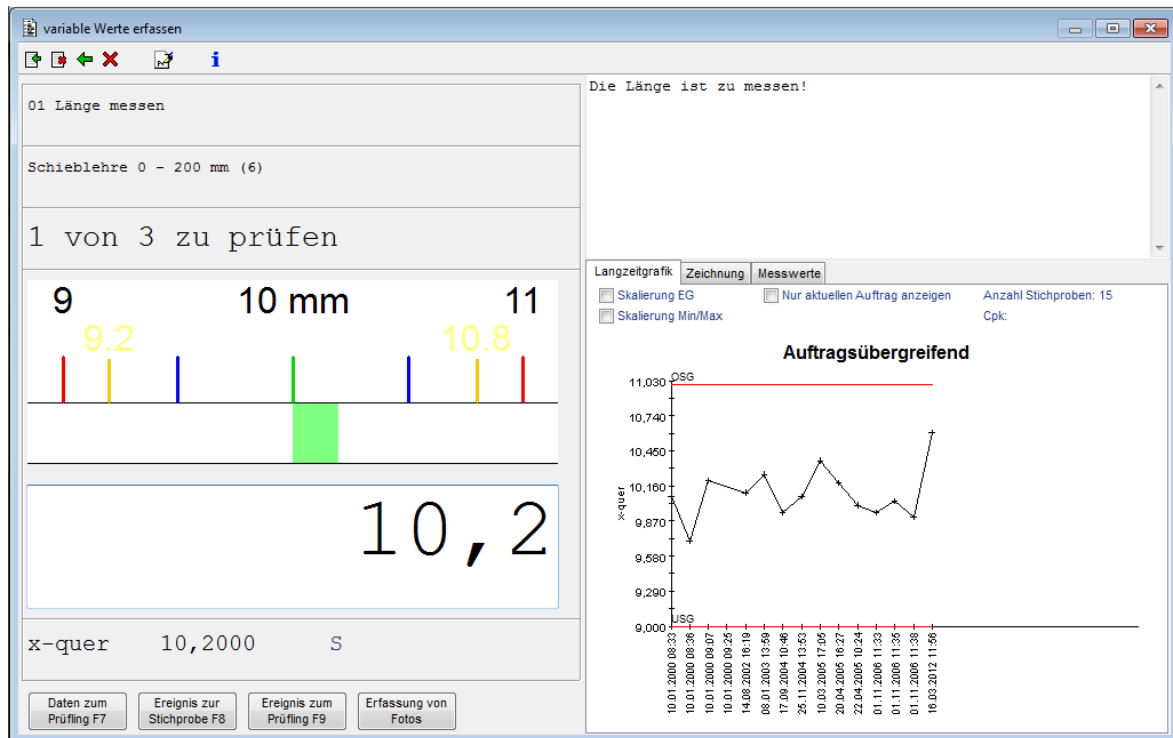 variable Werte erfassen
01 Länge messen
Schieblehre 0 - 200 mm (6)
1 von 3 zu prüfen
9 10 mm 11
9.2 10.8
10,2
x-quer 10,2000 S
Daten zum
Prüfling F7
Ereignis zur
Stichprobe F8
Ereignis zum
Prüfling F9
Erfassung von
Fotos
Die Länge ist zu messen!
Langzeitgrafik Zeichnung Messwerte
Skalierung EG Nur aktuellen Auftrag anzeigen Anzahl Stichproben: 15
Skalierung Min/Max Cpk:
Auftragsübergreifend
OSG
11,030
10,740
10,450
10,160
9,870
9,580
9,290
9,000
x-quer
USG
10.01.2000 08:33
10.01.2000 08:36
10.01.2000 09:07
10.01.2000 09:25
14.08.2002 16:19
08.01.2003 13:59
17.09.2004 10:46
25.11.2004 13:53
10.03.2005 17:05
20.04.2005 16:27
22.04.2005 10:24
01.11.2006 11:33
01.11.2006 11:35
01.11.2006 11:38
16.03.2012 11:56